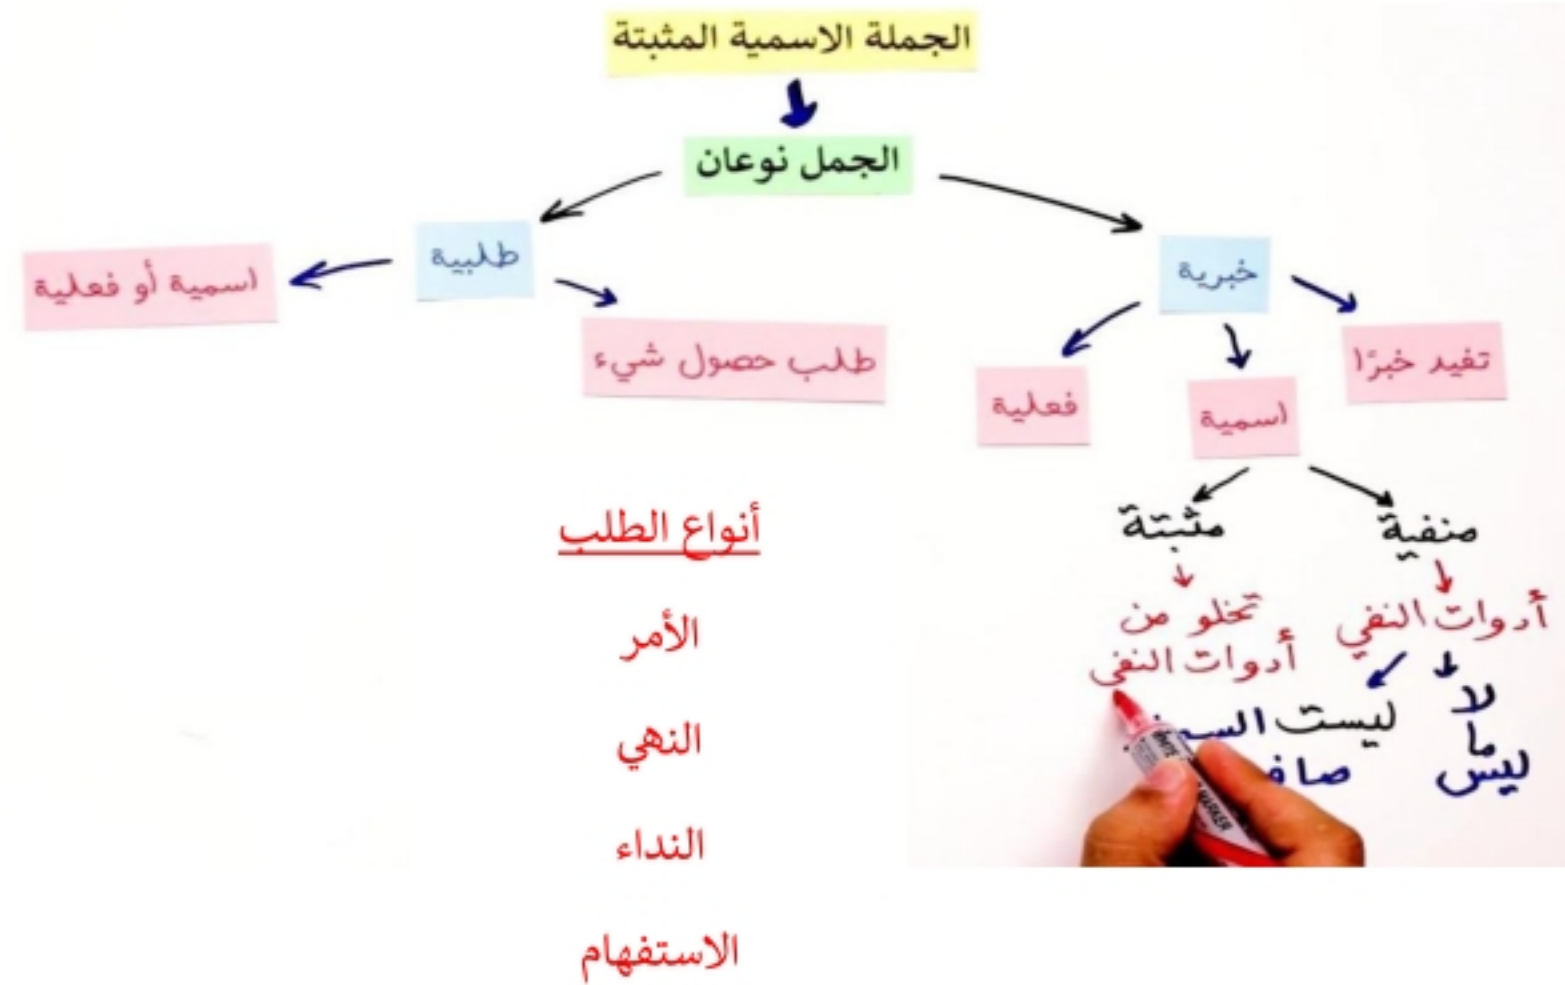 الجملة الاسمية المثبتة
الجمل نوعان
خبرية
طلبية
تفيد خبرًا
اسمية
فعلية
طلب حصول شيء
اسمية أو فعلية
منفية
مثبتة
أدوات النفي
تخلو من
أدوات النفي
لا
ما
ليس
ليست
أنواع الطلب
الأمر
النهي
النداء
الاستفهام